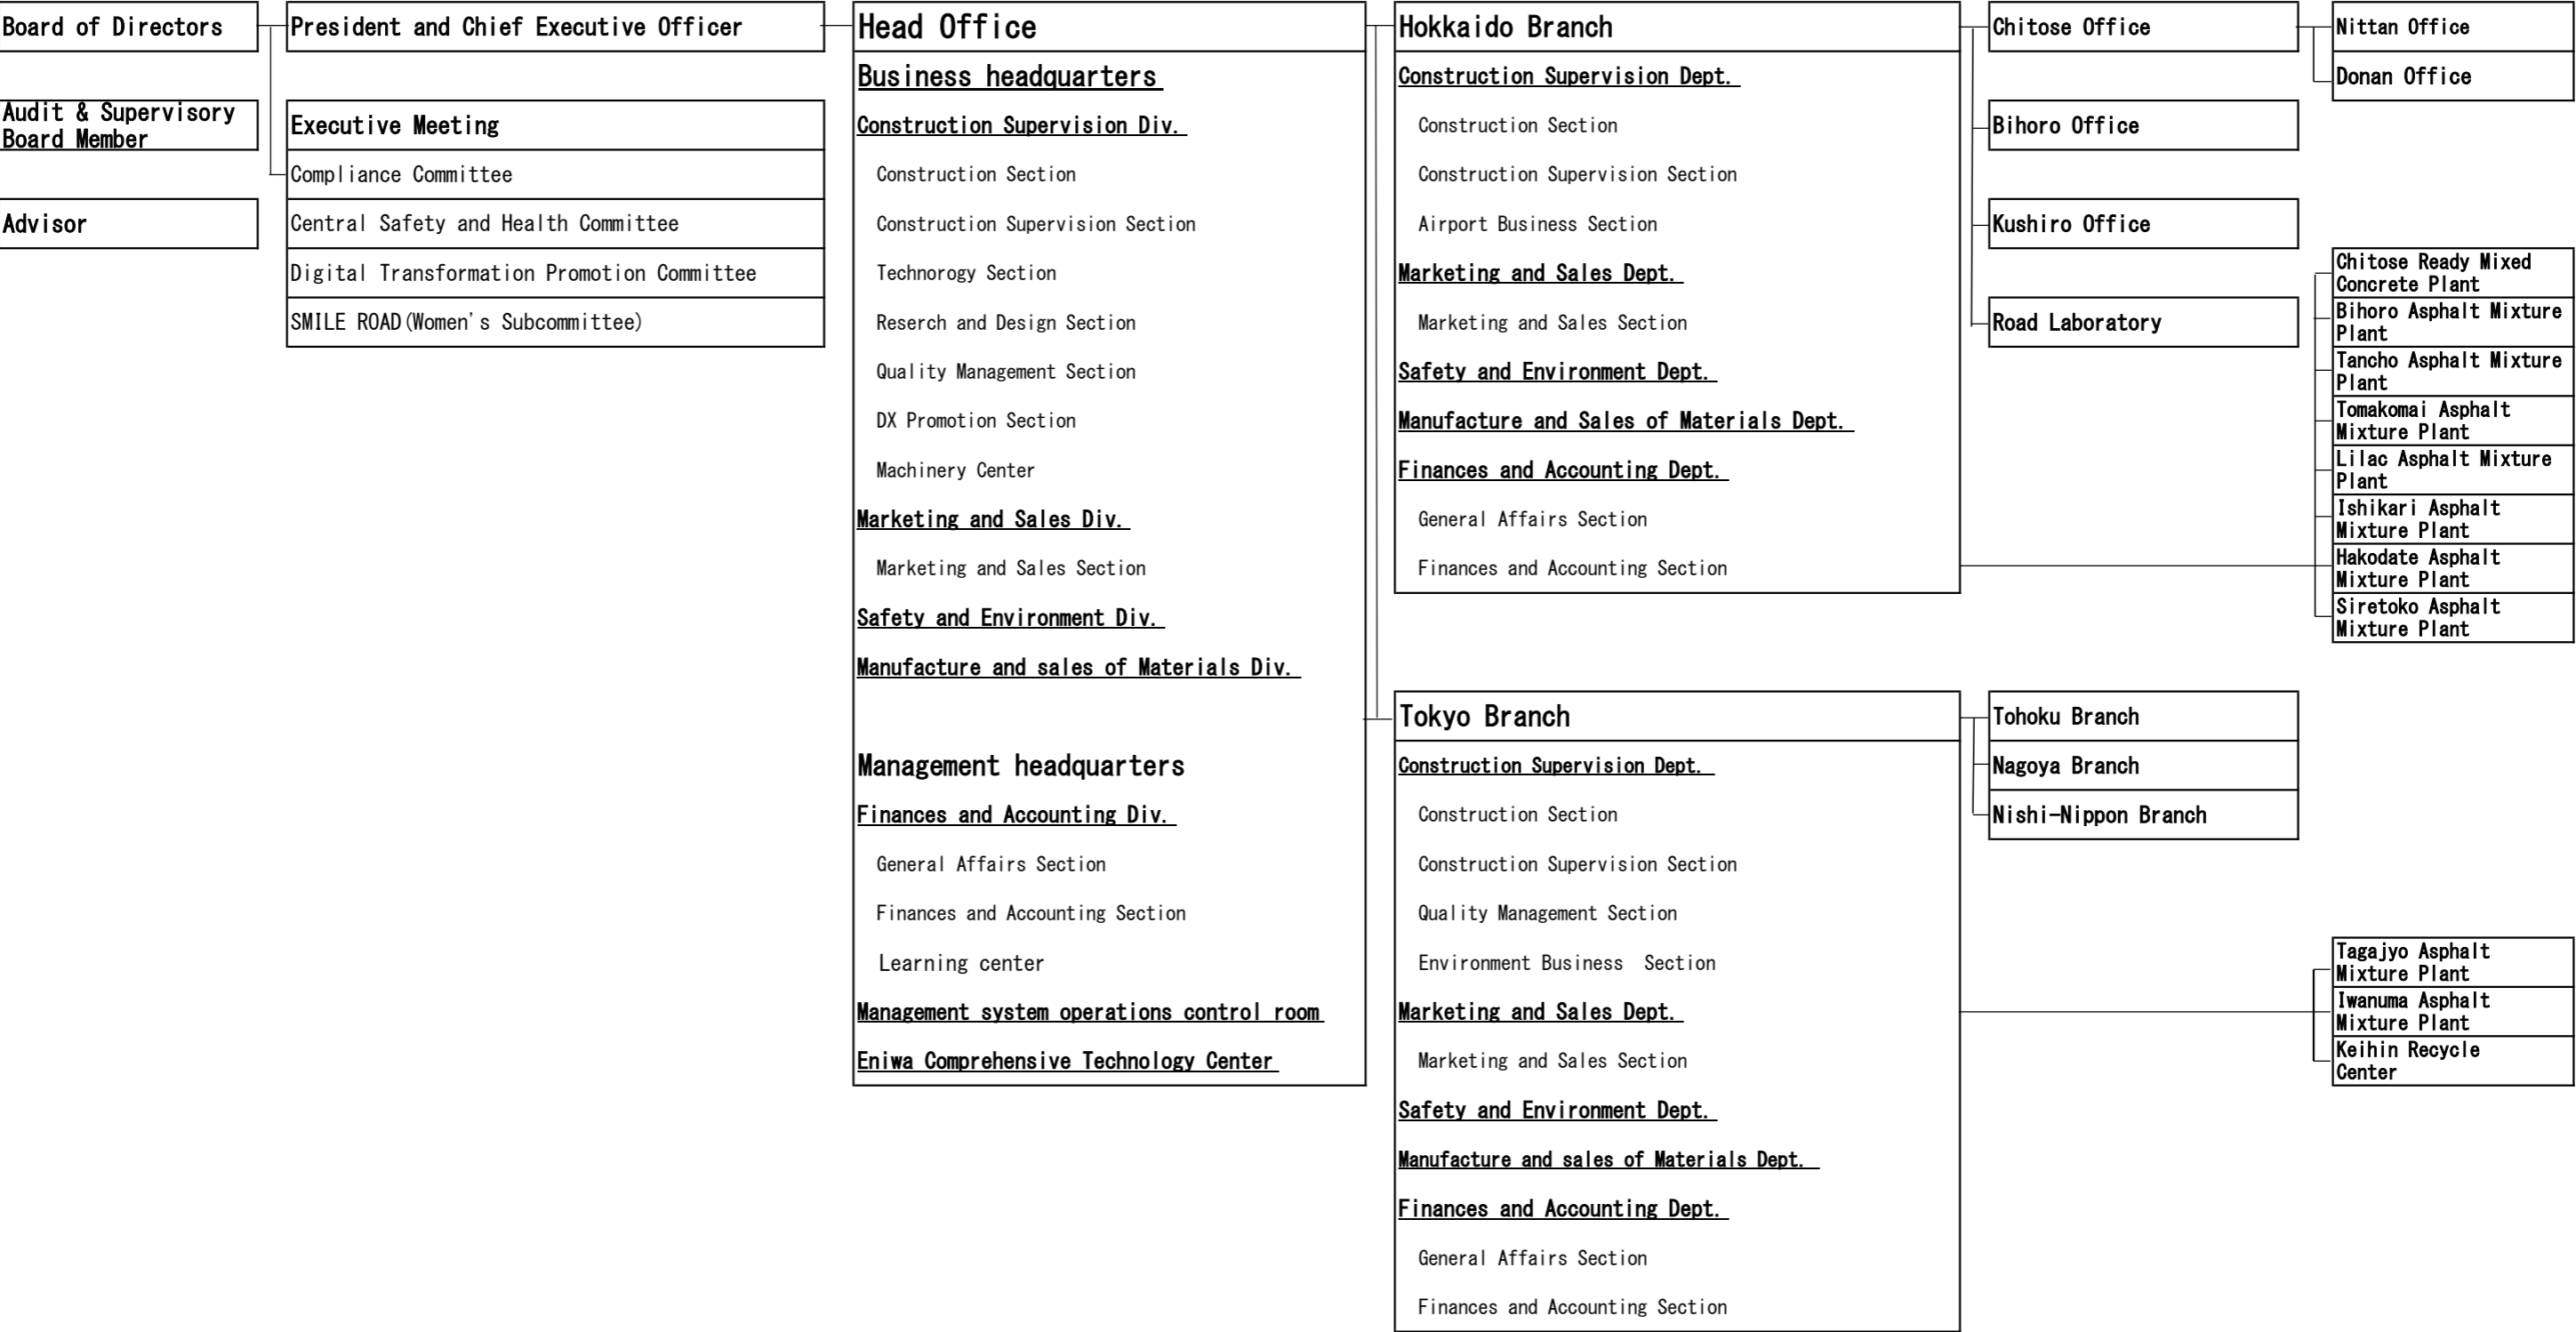 Board of Directors
Audit & Supervisory
Board Member
Advisor
President and Chief Executive Officer
Executive Meeting
Compliance Committee
Central Safety and Health Committee
Digital Transformation Promotion Committee
SMILE ROAD(Women's Subcommittee)
Head Office
Business headquarters
Construction Supervision Div.
Construction Section
Construction Supervision Section
Technorogy Section
Reserch and Design Section
Quality Management Section
DX Promotion Section
Machinery Center
Marketing and Sales Div.
Marketing and Sales Section
Safety and Environment Div.
Manufacture and sales of Materials Div.
Management headquarters
Finances and Accounting Div.
General Affairs Section
Finances and Accounting Section
Learning center
Management system operations control room
Eniwa Comprehensive Technology Center
Hokkaido Branch
Construction Supervision Dept.
Construction Section
Construction Supervision Section
Airport Business Section
Marketing and Sales Dept.
Marketing and Sales Section
Safety and Environment Dept.
Manufacture and Sales of Materials Dept.
Finances and Accounting Dept.
General Affairs Section
Finances and Accounting Section
Chitose Office
Bihoro Office
Kushiro Office
Road Laboratory
Nittan Office
Donan Office
Chitose Ready Mixed
Concrete Plant
Bihoro Asphalt Mixture
Plant
Tancho Asphalt Mixture
Plant
Tomakomai Asphalt
Mixture Plant
Lilac Asphalt Mixture
Plant
Ishikari Asphalt
Mixture Plant
Hakodate Asphalt
Mixture Plant
Siretoko Asphalt
Mixture Plant
Tokyo Branch
Construction Supervision Dept.
Construction Section
Construction Supervision Section
Quality Management Section
Environment Business  Section
Marketing and Sales Dept.
Marketing and Sales Section
Safety and Environment Dept.
Manufacture and sales of Materials Dept.
Finances and Accounting Dept.
General Affairs Section
Finances and Accounting Section
Tohoku Branch
Nagoya Branch
Nishi-Nippon Branch
Tagajyo Asphalt
Mixture Plant
Iwanuma Asphalt
Mixture Plant
Keihin Recycle
Center